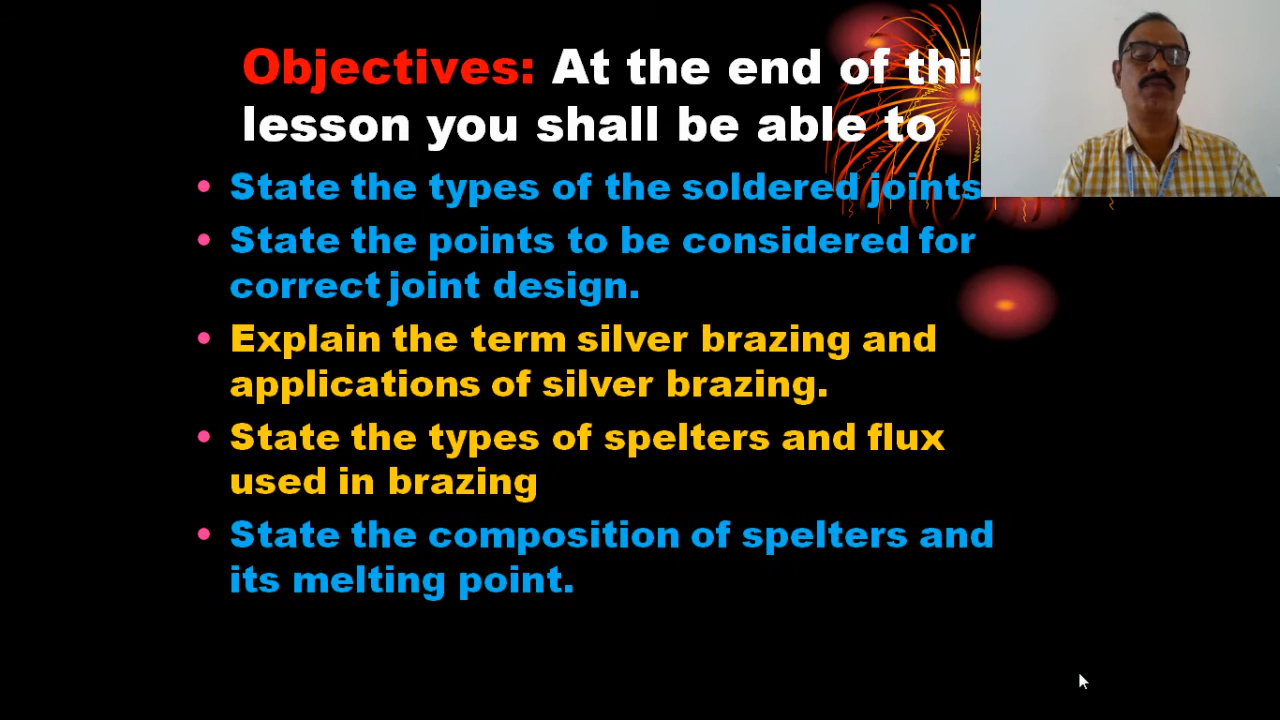 Objectives: At the end of this
lesson you shall be able to
• State the types of the soldered joints
• State the points to be considered for
correct joint design.
• Explain the term silver brazing and
applications of silver brazing.
• State the types of spelters and flux
used in brazing
• State the composition of spelters and
its melting point.